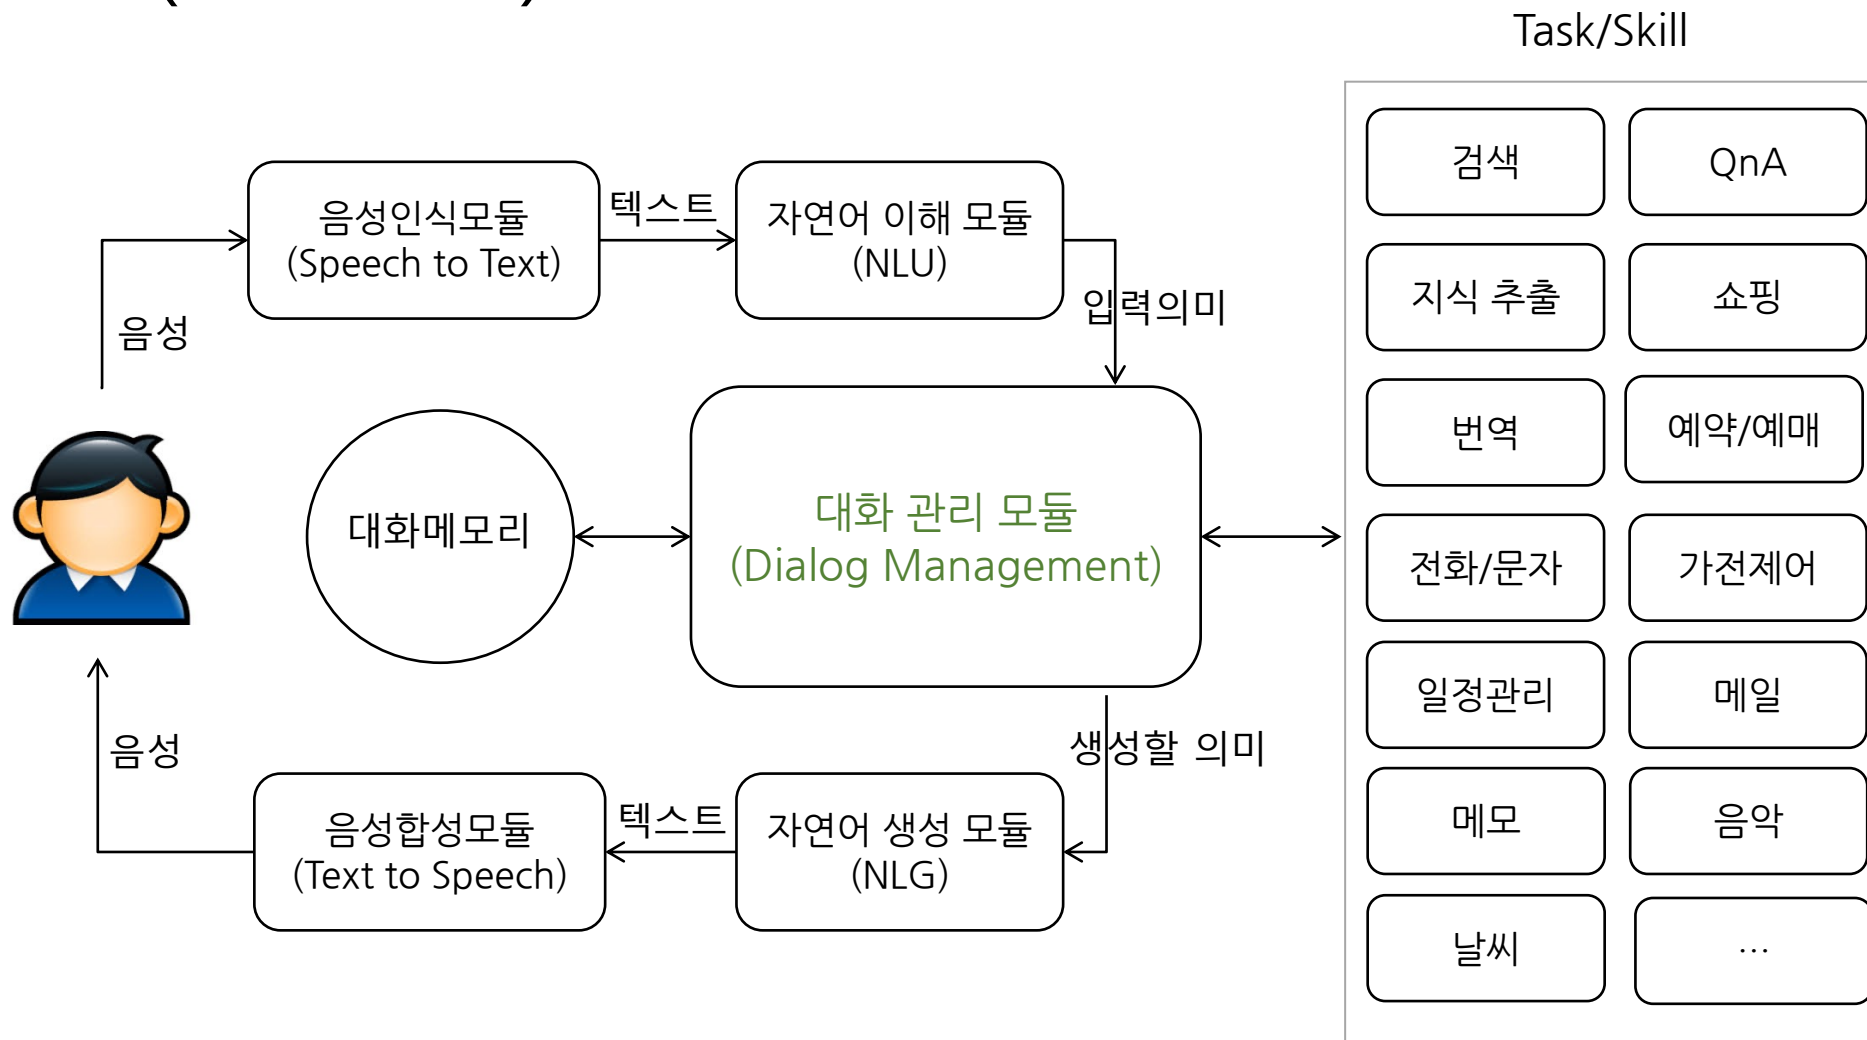 Task/Skill
음성인식모듈
(Speech to Text)
텍스트
자연어 이해 모듈
(NLU)
음성
입력의미
대화메모리
대화 관리 모듈
(Dialog Management)
음성
생성할 의미
음성합성모듈
(Text to Speech)
텍스트
자연어 생성 모듈
(NLG)
검색
QnA
지식 추출
쇼핑
번역
예약/예매
전화/문자
가전제어
일정관리
메일
메모
음악
날씨
...